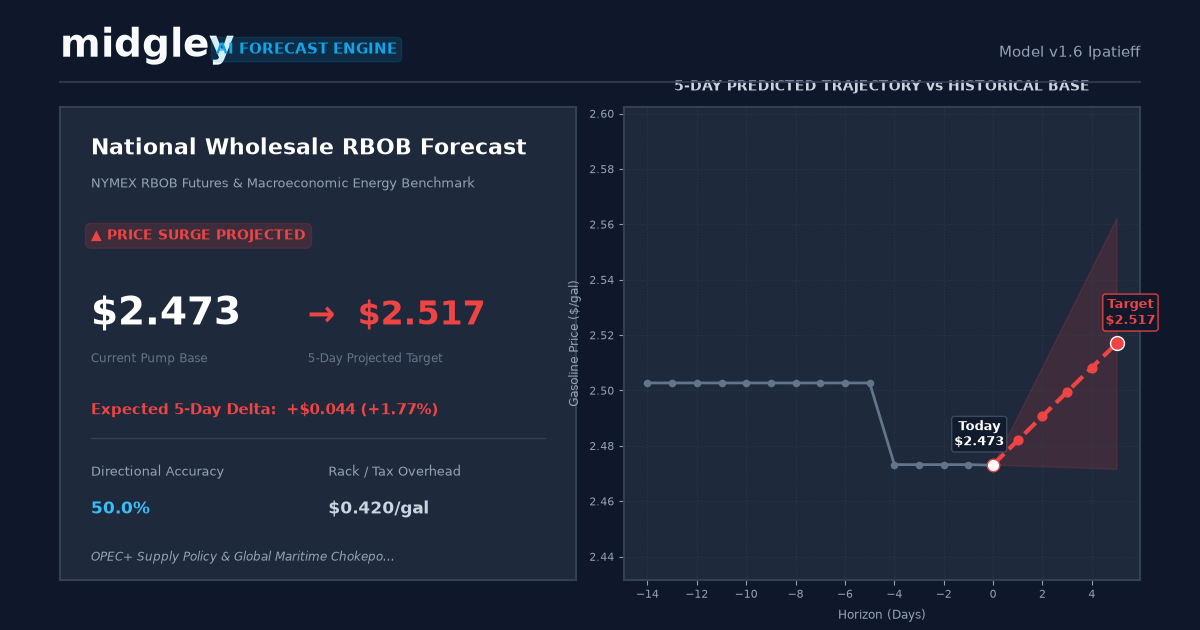 midgley
AI FORECAST ENGINE
Model v1.6 Ipatieff
National Wholesale RBOB Forecast
NYMEX RBOB Futures & Macroeconomic Energy Benchmark
▲ PRICE SURGE PROJECTED
$2.473 → $2.517
Current Pump Base 5-Day Projected Target
Expected 5-Day Delta: +$0.044 (+1.77%)
Directional Accuracy Rack / Tax Overhead
50.0% $0.420/gal
OPEC+ Supply Policy & Global Maritime Chokepo...
5-DAY PREDICTED TRAJECTORY vs HISTORICAL BASE
Gasoline Price ($/gal)
2.60
2.58
2.56
2.54
2.52
2.50
2.48
2.46
2.44
Target
$2.517
Today
$2.473
−14 −12 −10 −8 −6 −4 −2 0 2 4
Horizon (Days)